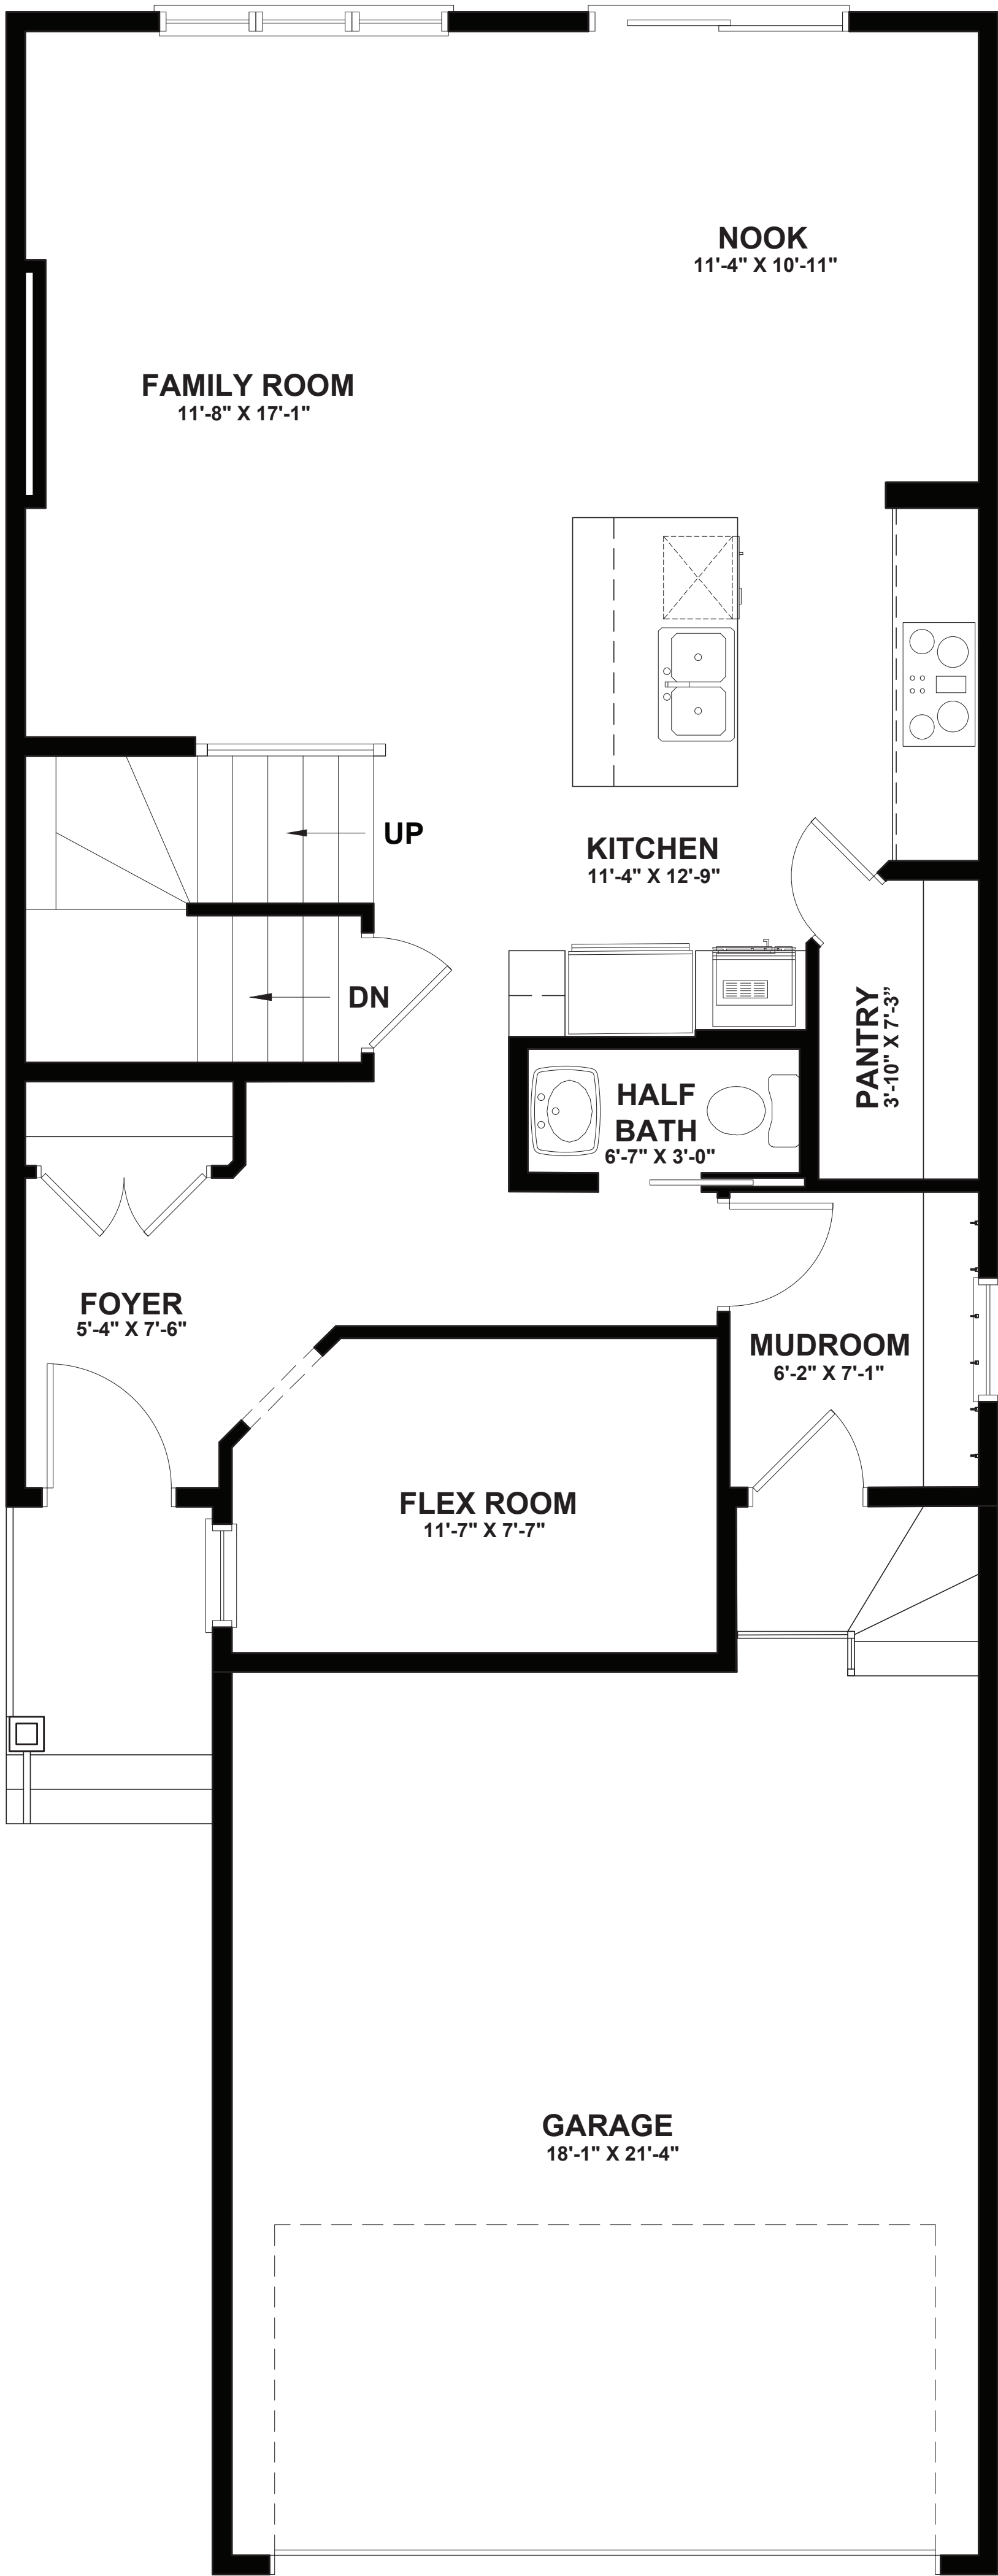 NOOK
11'-4" X 10'-11"
FAMILY ROOM
11'-8" X 17'-1"
UP
KITCHEN
11'-4" X 12'-9"
DN
PANTRY
3'-10" X 7'-3”
HALF
BATH
6'-7" X 3'-0"
FOYER
5'-4" X 7'-6"
MUDROOM
6'-2" X 7'-1"
FLEX ROOM
11'-7" X 7'-7"
GARAGE
18'-1" X 21'-4"